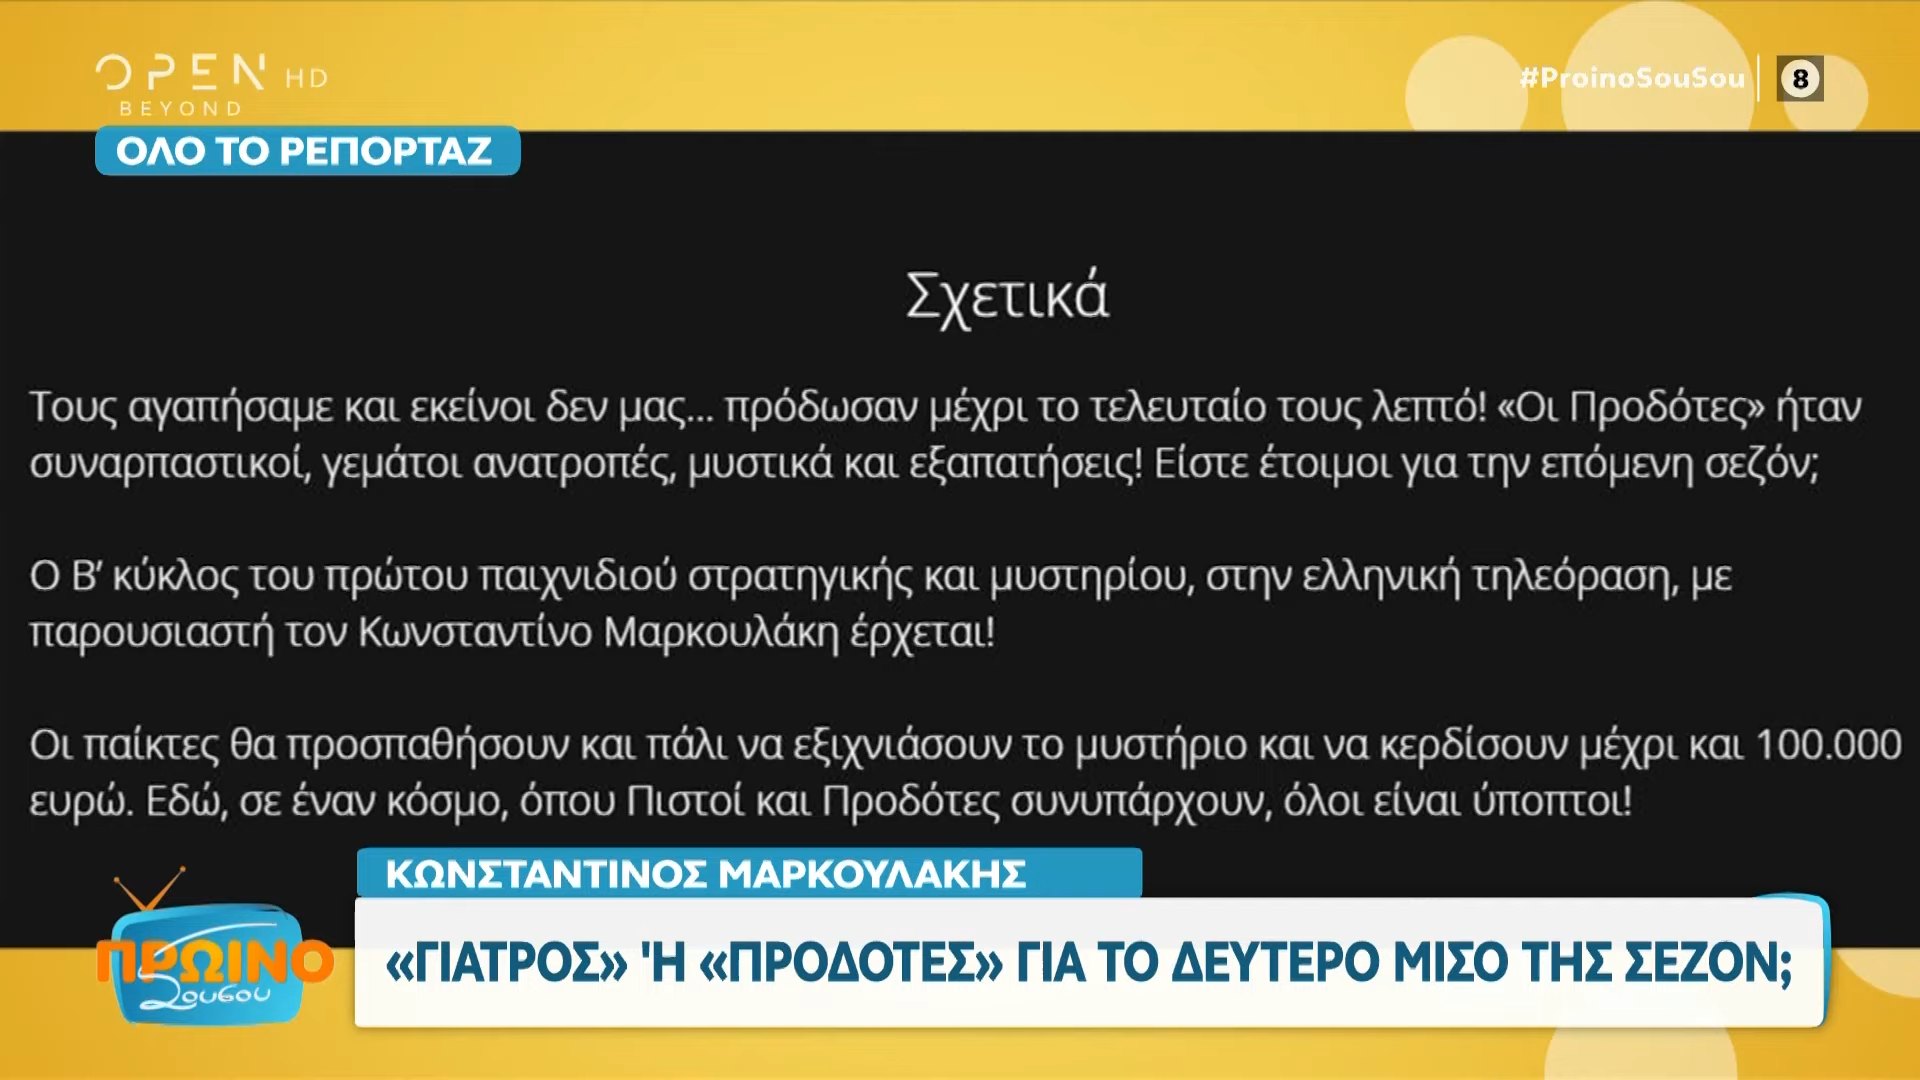 OPEN HD
BEYOND
#ProinoSouSou
8
ΟΛΟ ΤΟ ΡΕΠΟΡΤΑΖ
Σχετικά
Τους αγαπήσαμε και εκείνοι δεν μας... πρόδωσαν μέχρι το τελευταίο τους λεπτό! «Οι Προδότες» ήταν
συναρπαστικοί, γεμάτοι ανατροπές, μυστικά και εξαπατήσεις! Είστε έτοιμοι για την επόμενη σεζόν;
Ο Β’ κύκλος του πρώτου παιχνιδιού στρατηγικής και μυστηρίου, στην ελληνική τηλεόραση, με
παρουσιαστή τον Κωνσταντίνο Μαρκουλάκη έρχεται!
Οι παίκτες θα προσπαθήσουν και πάλι να εξιχνιάσουν το μυστήριο και να κερδίσουν μέχρι και 100.000
ευρώ. Εδώ, σε έναν κόσμο, όπου Πιστοί και Προδότες συνυπάρχουν, όλοι είναι ύποπτοι!
ΚΩΝΣΤΑΝΤΙΝΟΣ ΜΑΡΚΟΥΛΑΚΗΣ
«ΓΙΑΤΡΟΣ» 'Η «ΠΡΟΔΟΤΕΣ» ΓΙΑ ΤΟ ΔΕΥΤΕΡΟ ΜΙΣΟ ΤΗΣ ΣΕΖΟΝ;
ΠΡΩΙΝΟ
Σουσου